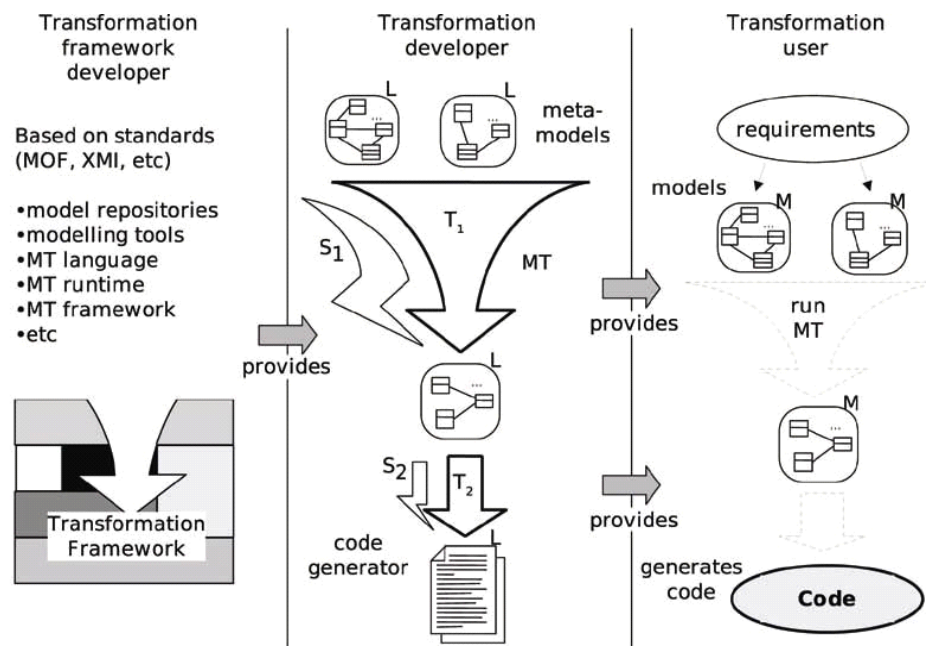 Transformation
framework
developer
Based on standards
(MOF, XMI, etc)
•model repositories
•modelling tools
•MT language
•MT runtime
•MT framework
•etc
provides
Transformation
Framework
Transformation
developer
L
L
...
...
meta-
models
T1
S1
MT
L
...
S2
T2
L
code
generator
provides
provides
Transformation
user
requirements
models
M
M
...
...
run
MT
M
...
generates
code
Code